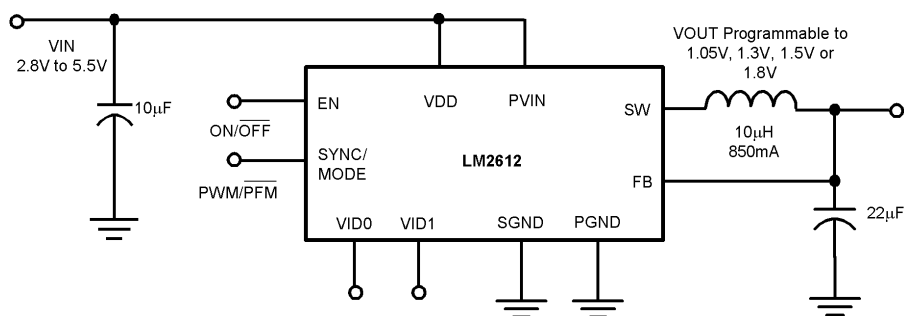 VIN
2.8V to 5.5V
10μF
EN
ON/OFF
SYNC/
MODE
PWM/PFM
VDD
PVIN
LM2612
SW
FB
VID0
VID1
SGND
PGND
VOUT Programmable to
1.05V, 1.3V, 1.5V or
1.8V
10μH
850mA
22μF